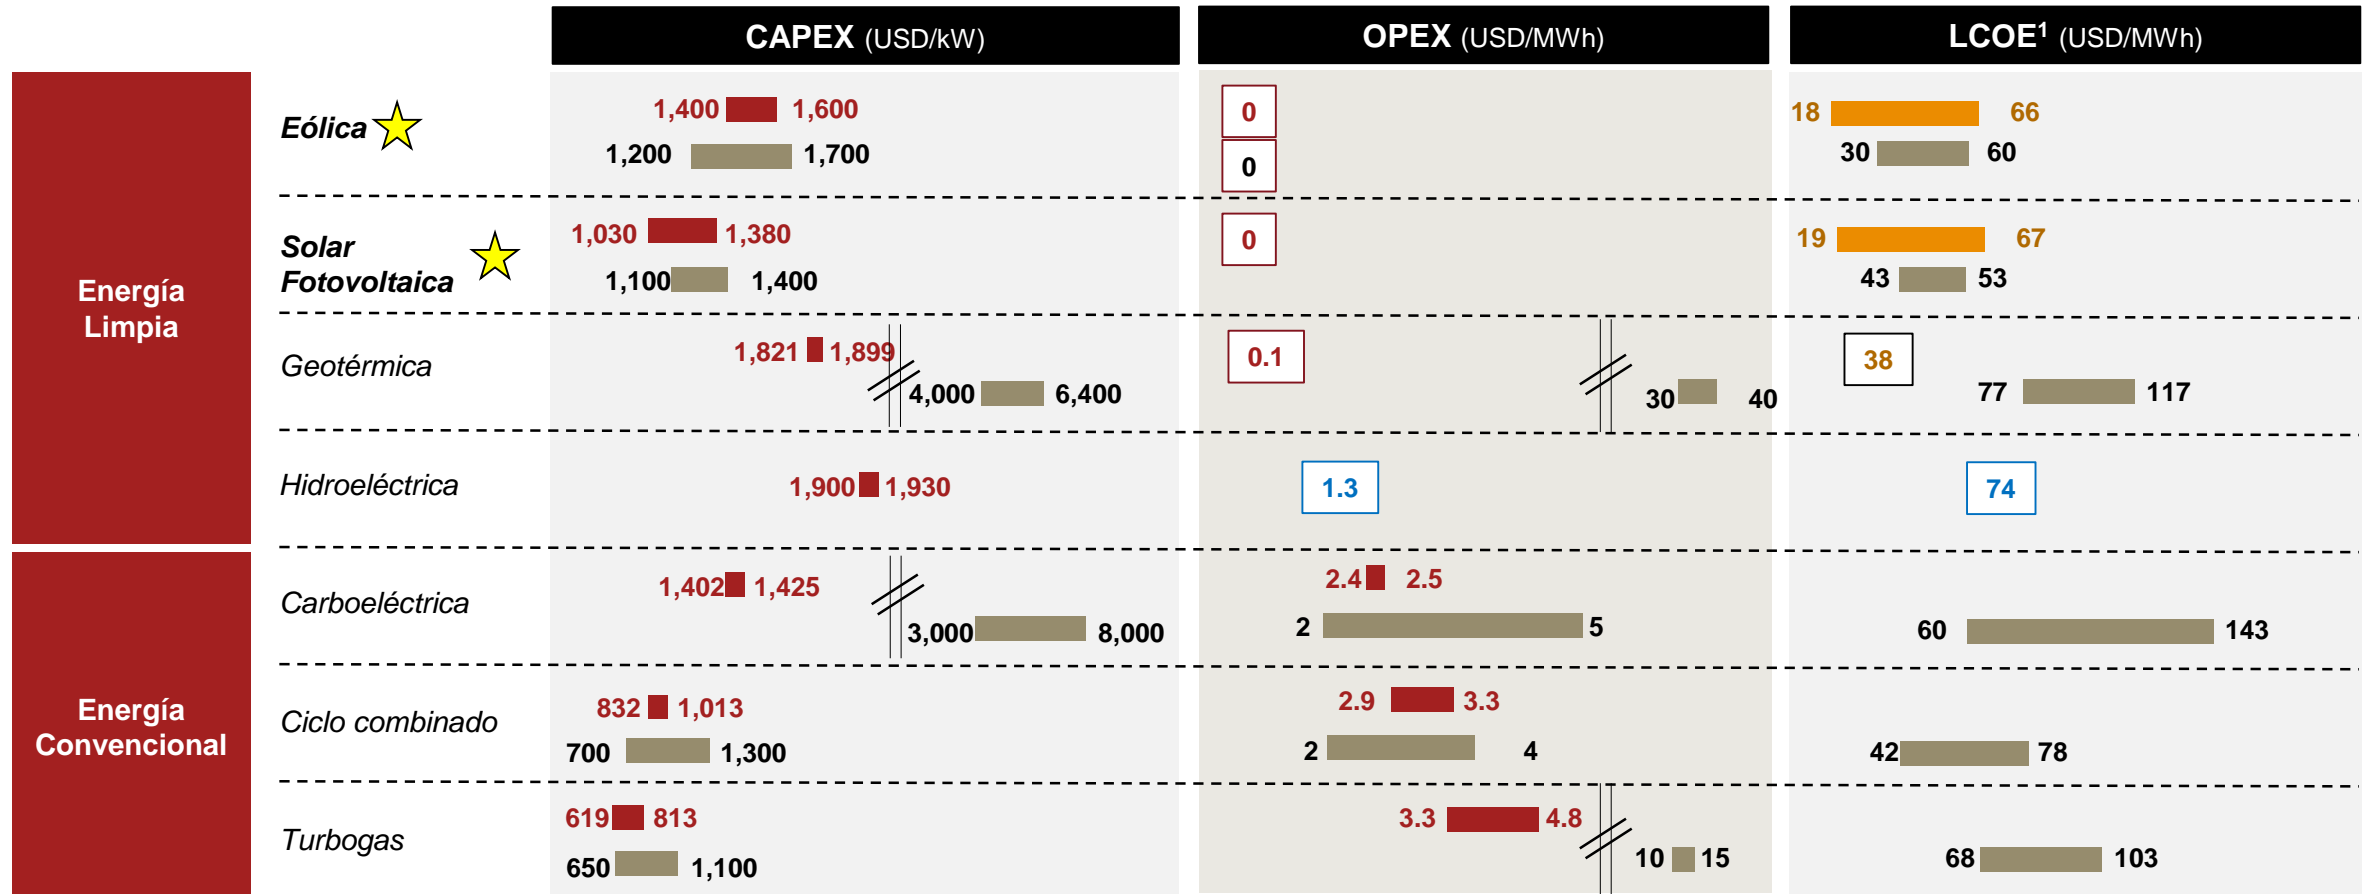 CAPEX (USD/kW)
OPEX (USD/MWh)
LCOE¹ (USD/MWh)
Energía
Limpia
Eólica
1,400 1,600
1,200 1,700
0
0
18 66
30 60
Solar
Fotovoltaica
1,030 1,380
1,100 1,400
0
19 67
43 53
Geotérmica
1,821 1,899
4,000 6,400
0.1
30 40
38
77 117
Hidroeléctrica
1,900 1,930
1.3
74
Energía
Convencional
Carboeléctrica
1,402 1,425
3,000 8,000
2.4 2.5
2 5
60 143
Ciclo combinado
832 1,013
700 1,300
2.9 3.3
2 4
42 78
Turbogas
619 813
650 1,100
3.3 4.8
10 15
68 103